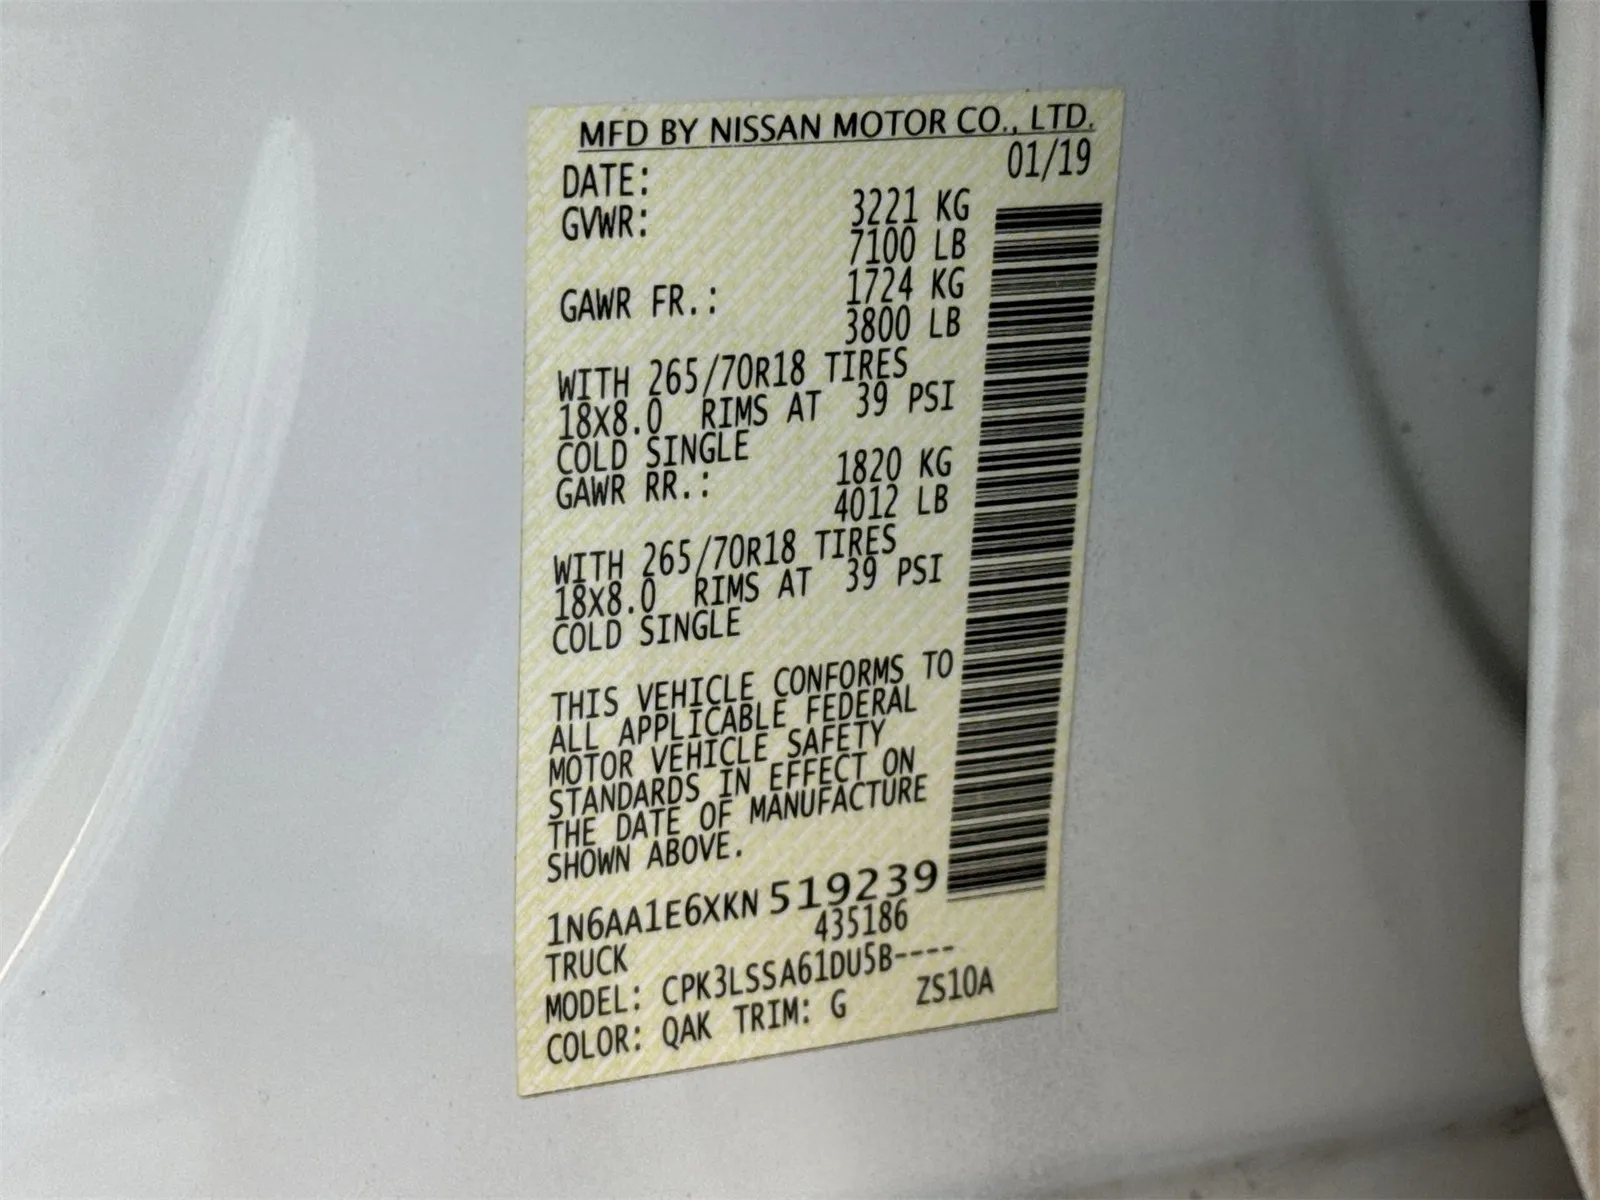 MFD BY NISSAN MOTOR CO., LTD.
DATE: 01/19
GVWR: 3221 KG
7100 LB
GAWR FR.: 1724 KG
3800 LB
WITH 265/70R18 TIRES
18X8.0 RIMS AT 39 PSI
COLD SINGLE
GAWR RR.: 1820 KG
4012 LB
WITH 265/70R18 TIRES
18X8.0 RIMS AT 39 PSI
COLD SINGLE
THIS VEHICLE CONFORMS TO
ALL APPLICABLE FEDERAL
MOTOR VEHICLE SAFETY
STANDARDS IN EFFECT ON
THE DATE OF MANUFACTURE
SHOWN ABOVE.
1N6AA1E6XKN 519239
TRUCK 435186
MODEL: CPK3LSSA61DU5B----
COLOR: QAK TRIM: G ZS10A